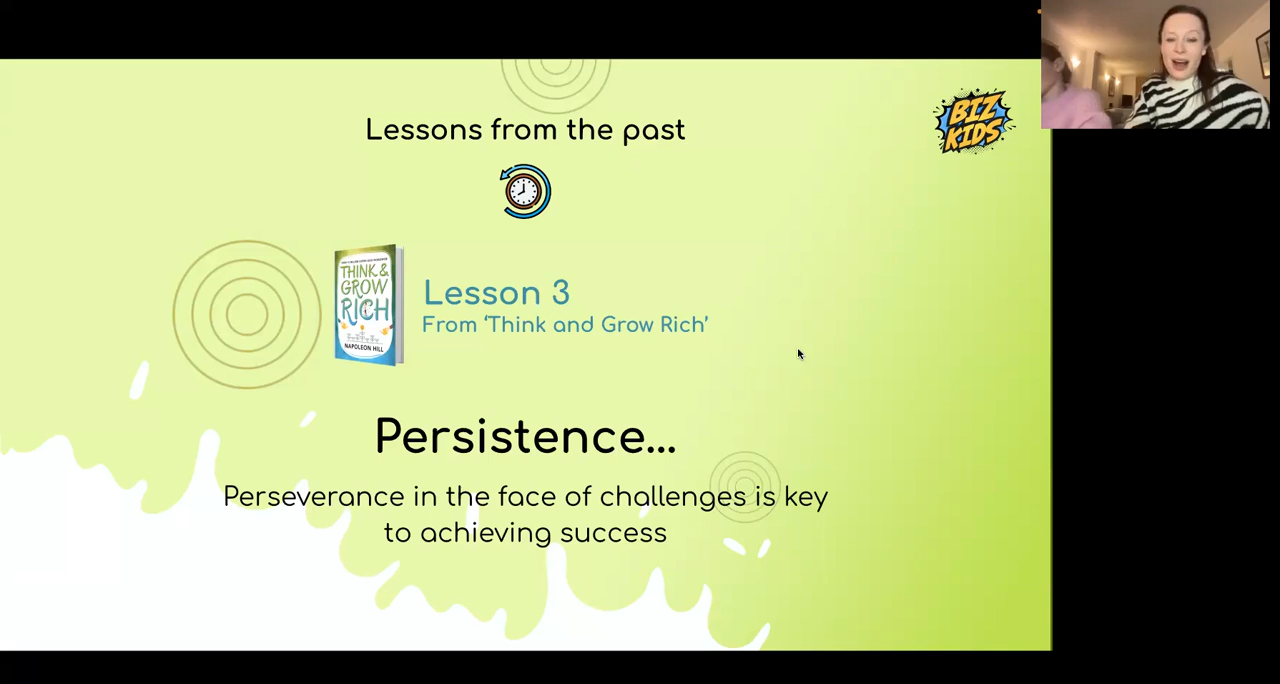 Lessons from the past
BIZ
KIDS
THINK &
GROW
RICH
NAPOLEON HILL
Lesson 3
From ‘Think and Grow Rich’
Persistence...
Perseverance in the face of challenges is key
to achieving success